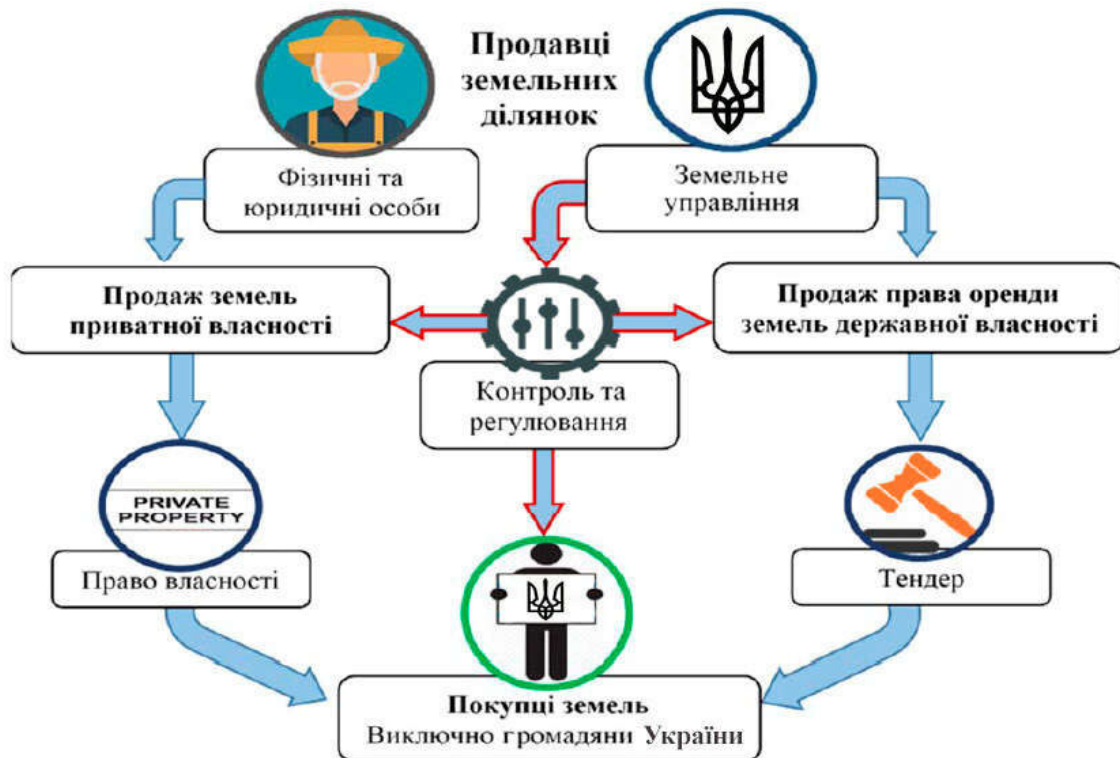 Продавці
земельних
ділянок
Фізичні та
юридичні особи
Земельне
управління
Продаж земель
приватної власності
Продаж права оренди
земель державної власності
Контроль та
регулювання
PRIVATE
PROPERTY
Право власності
Тендер
Покупці земель
Виключно громадяни України